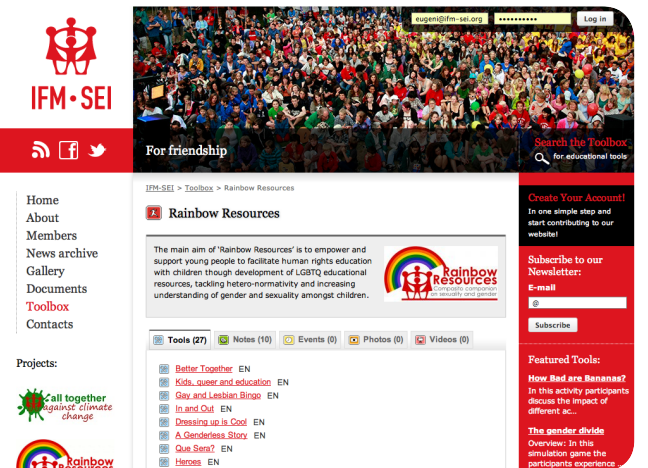 eugeni@ifm-sei.org
••••••••••
Log in
IFM•SEI
For friendship
Search the Toolbox
for educational tools
Home
About
Members
News archive
Gallery
Documents
Toolbox
Contacts
Projects:
all together
against climate
change
Rainbow
Resources
IFM-SEI > Toolbox > Rainbow Resources
Rainbow Resources
The main aim of ‘Rainbow Resources’ is to empower and
support young people to facilitate human rights education
with children though development of LGBTQ educational
resources, tackling hetero-normativity and increasing
understanding of gender and sexuality amongst children.
Rainbow
Resources
Compasito companion
on sexuality and gender
Tools (27)
Notes (10)
Events (0)
Photos (0)
Videos (0)
Better Together EN
Kids, queer and education EN
Gay and Lesbian Bingo EN
In and Out EN
Dressing up is Cool EN
A Genderless Story EN
Que Sera? EN
Heroes EN
Create Your Account!
In one simple step and
start contributing to our
website!
Subscribe to our
Newsletter:
E-mail
@
Subscribe
Featured Tools:
How Bad are Bananas?
In this activity participants
discuss the impact of
different ac...
The gender divide
Overview: In this
simulation game the
participants experience